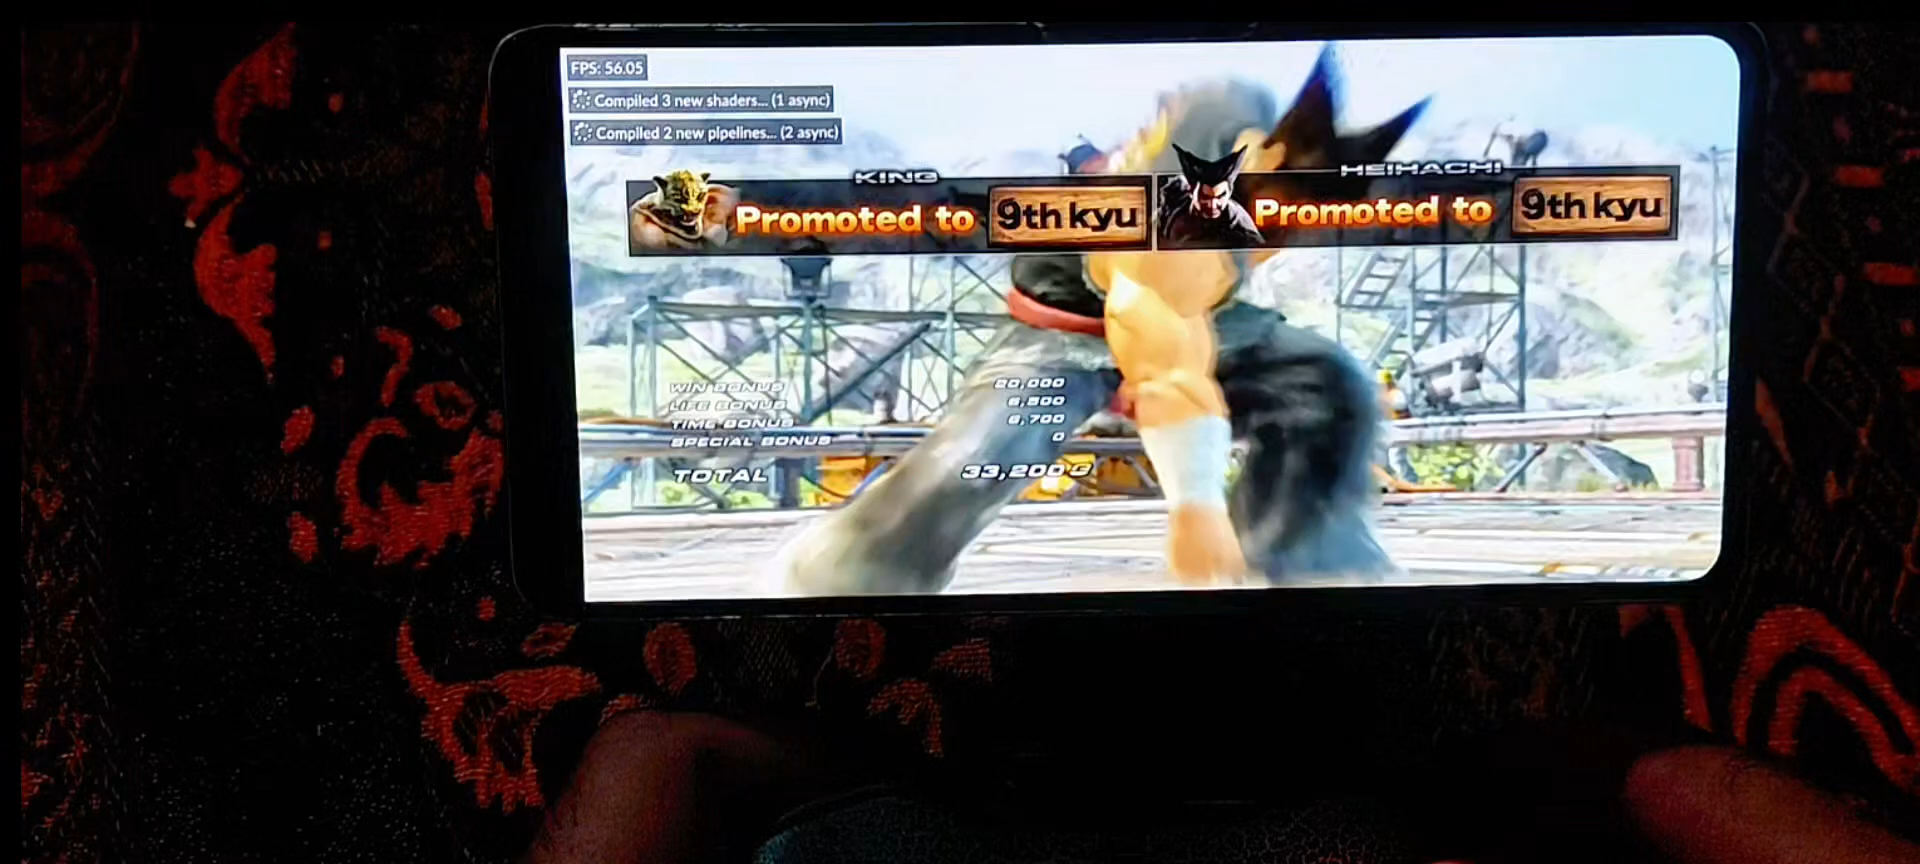 FPS: 56.05
Compiled 3 new shaders... (1 async)
Compiled 2 new pipelines... (2 async)
KING
Promoted to 9th kyu
HEIHACHI
Promoted to 9th kyu
WIN BONUS 20,000
LIFE BONUS 6,500
TIME BONUS 6,700
SPECIAL BONUS 0
TOTAL 33,200 G